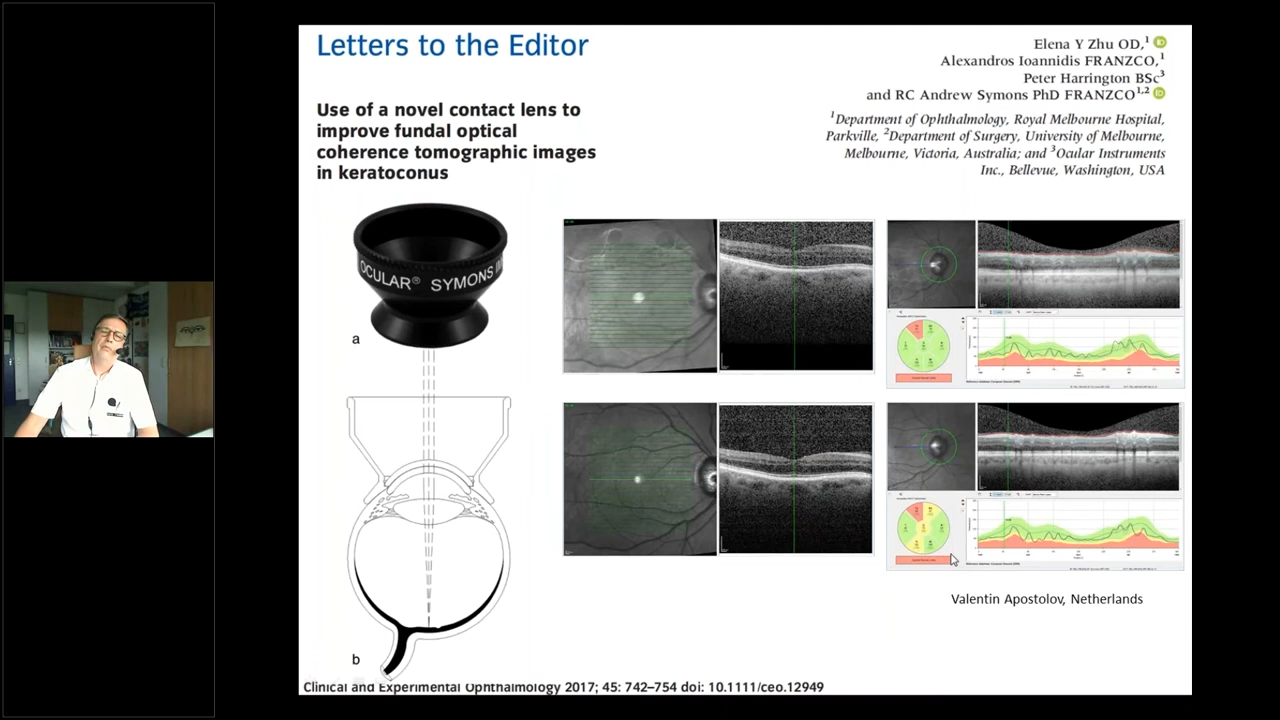 Letters to the Editor
Use of a novel contact lens to
improve fundal optical
coherence tomographic images
in keratoconus
Elena Y Zhu OD,1
Alexandros Ioannidis FRANZCO,1
Peter Harrington BSc3
and RC Andrew Symons PhD FRANZCO1,2
1Department of Ophthalmology, Royal Melbourne Hospital,
Parkville, 2Department of Surgery, University of Melbourne,
Melbourne, Victoria, Australia; and 3Ocular Instruments
Inc., Bellevue, Washington, USA
OCULAR® SYMONS
a
b
Valentin Apostolov, Netherlands
Clinical and Experimental Ophthalmology 2017; 45: 742–754 doi: 10.1111/ceo.12949